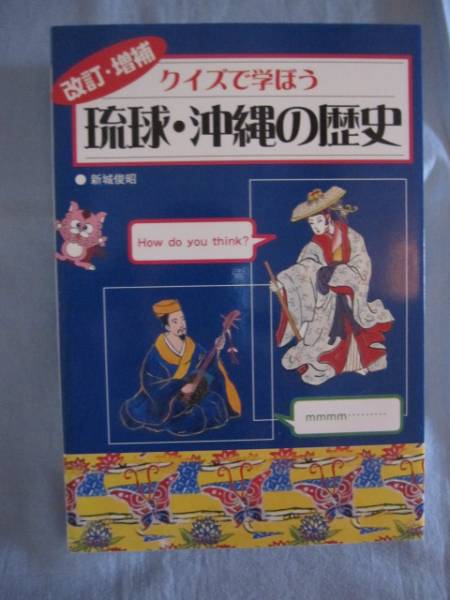 改訂・増補
クイズで学ぼう
琉球・沖縄の歴史
● 新城俊昭
How do you think?
mmmm………